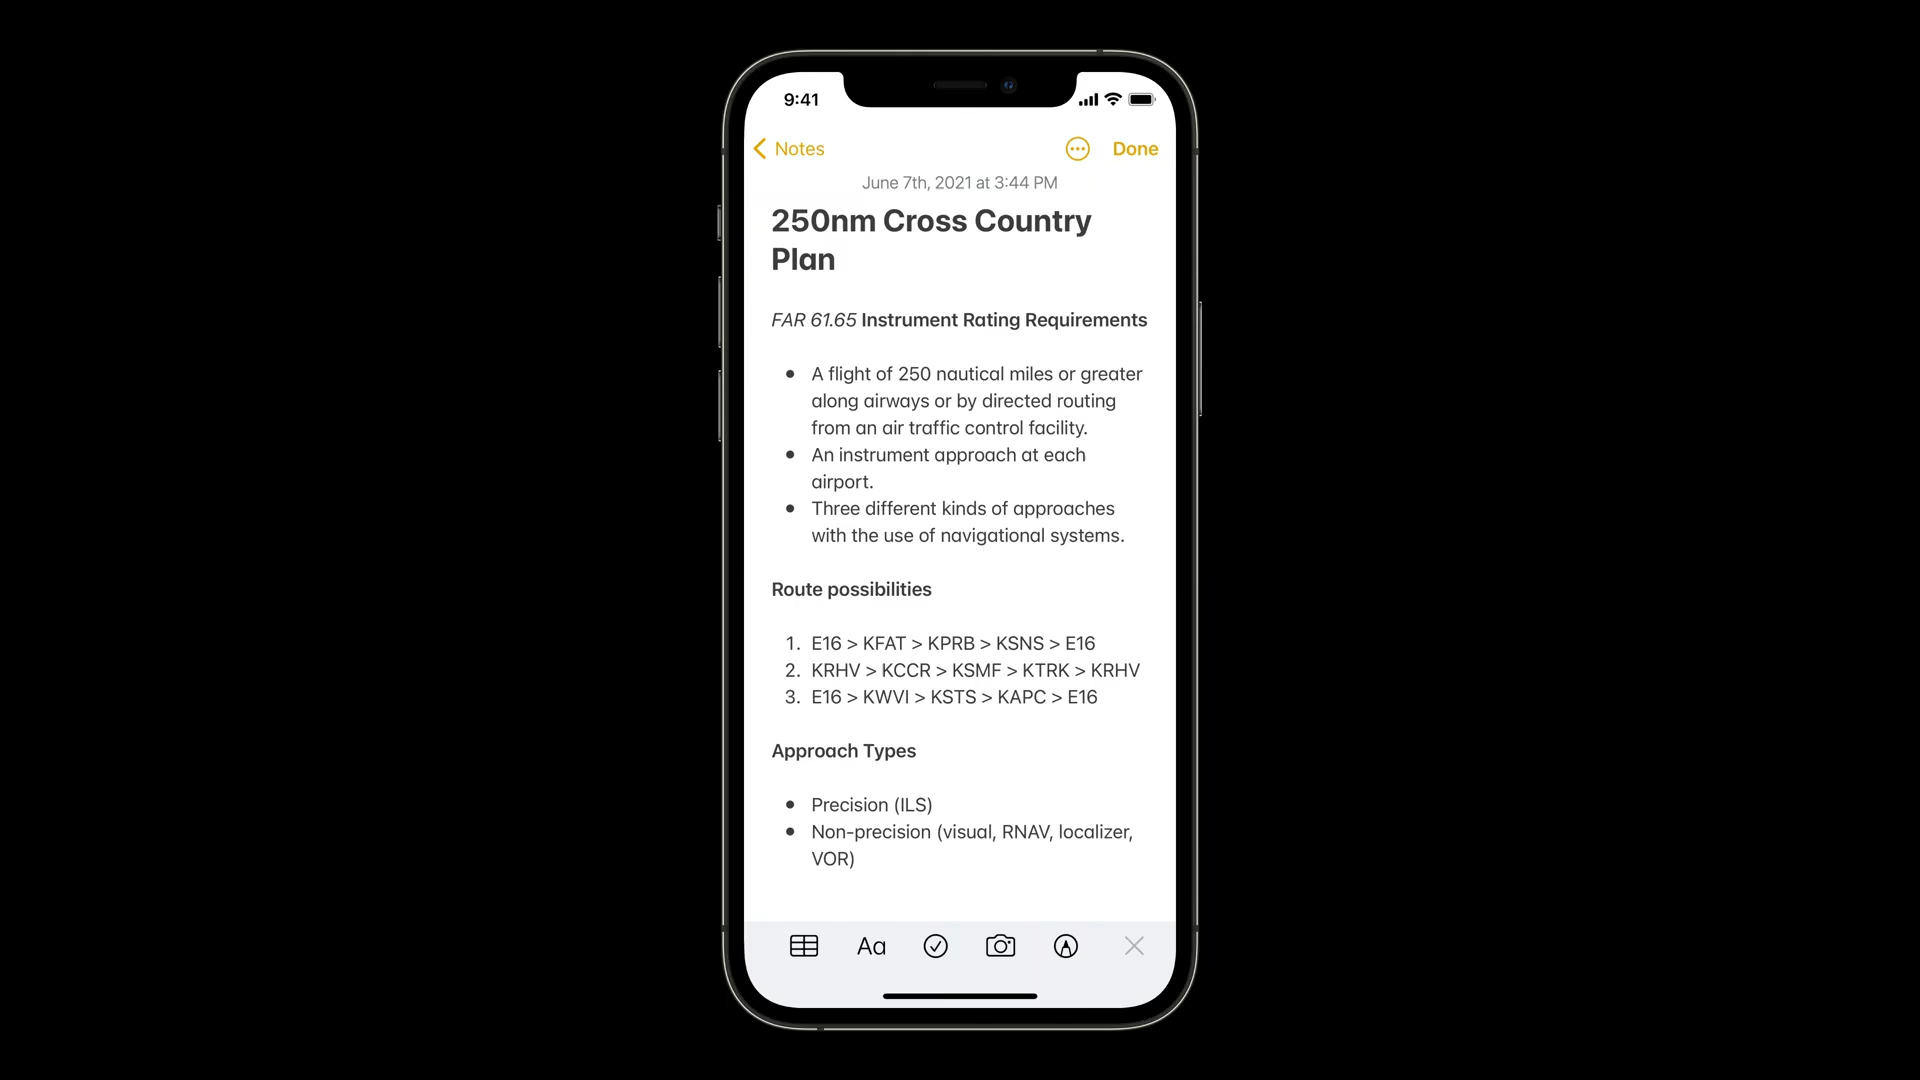 9:41
Notes
Done
June 7th, 2021 at 3:44 PM
250nm Cross Country
Plan
FAR 61.65 Instrument Rating Requirements
• A flight of 250 nautical miles or greater
along airways or by directed routing
from an air traffic control facility.
• An instrument approach at each
airport.
• Three different kinds of approaches
with the use of navigational systems.
Route possibilities
1. E16 > KFAT > KPRB > KSNS > E16
2. KRHV > KCCR > KSMF > KTRK > KRHV
3. E16 > KWVI > KSTS > KAPC > E16
Approach Types
• Precision (ILS)
• Non-precision (visual, RNAV, localizer,
VOR)
Aa